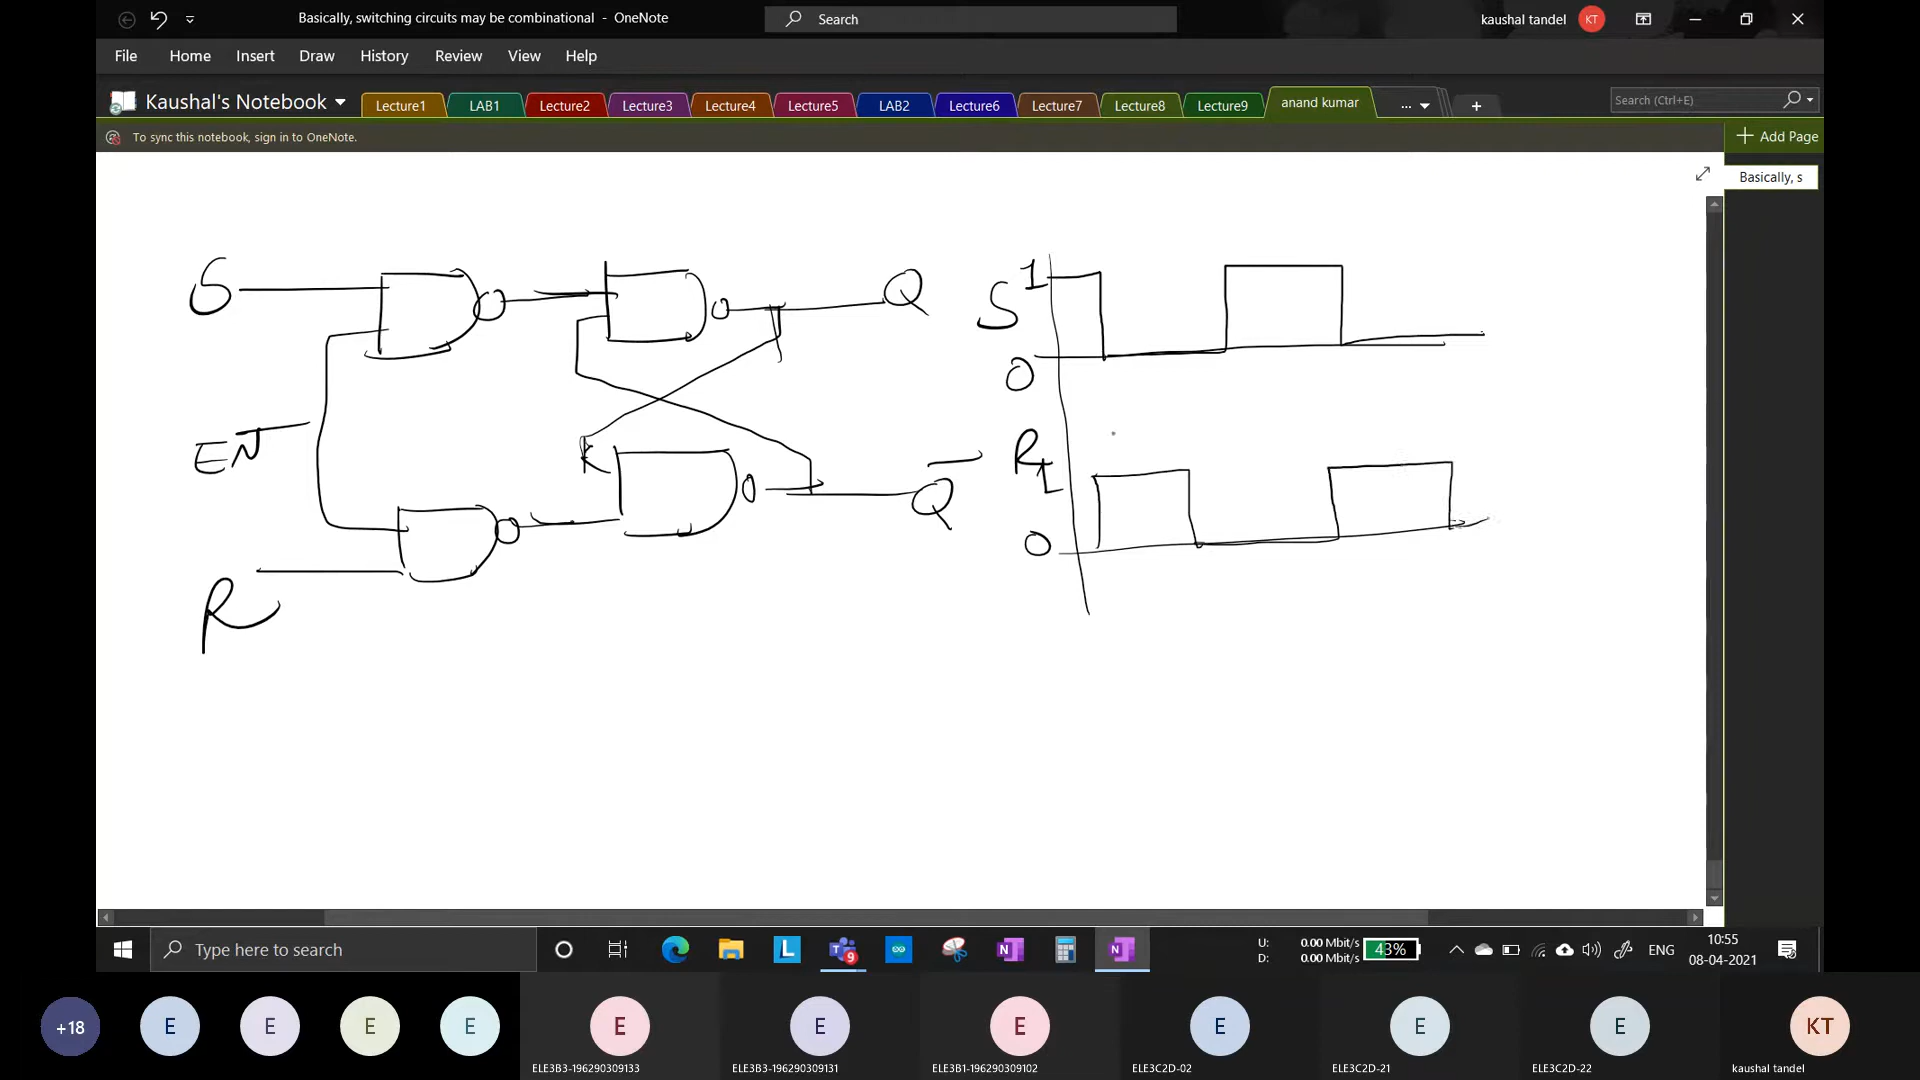 Basically, switching circuits may be combinational - OneNote
Search
kaushal tandel
KT
File Home Insert Draw History Review View Help
Kaushal's Notebook
Lecture1 LAB1 Lecture2 Lecture3 Lecture4 Lecture5 LAB2 Lecture6 Lecture7 Lecture8 Lecture9 anand kumar ...
Search (Ctrl+E)
To sync this notebook, sign in to OneNote.
Add Page
Basically, s
S
Q
EN
Q
R
S 1
0
R 1
0
Type here to search
L
9
U: 0.00 Mbit/s
D: 0.00 Mbit/s
43%
ENG
10:55
08-04-2021
+18
E
E
E
E
E
E
E
E
E
E
KT
ELE3B3-196290309133
ELE3B3-196290309131
ELE3B1-196290309102
ELE3C2D-02
ELE3C2D-21
ELE3C2D-22
kaushal tandel